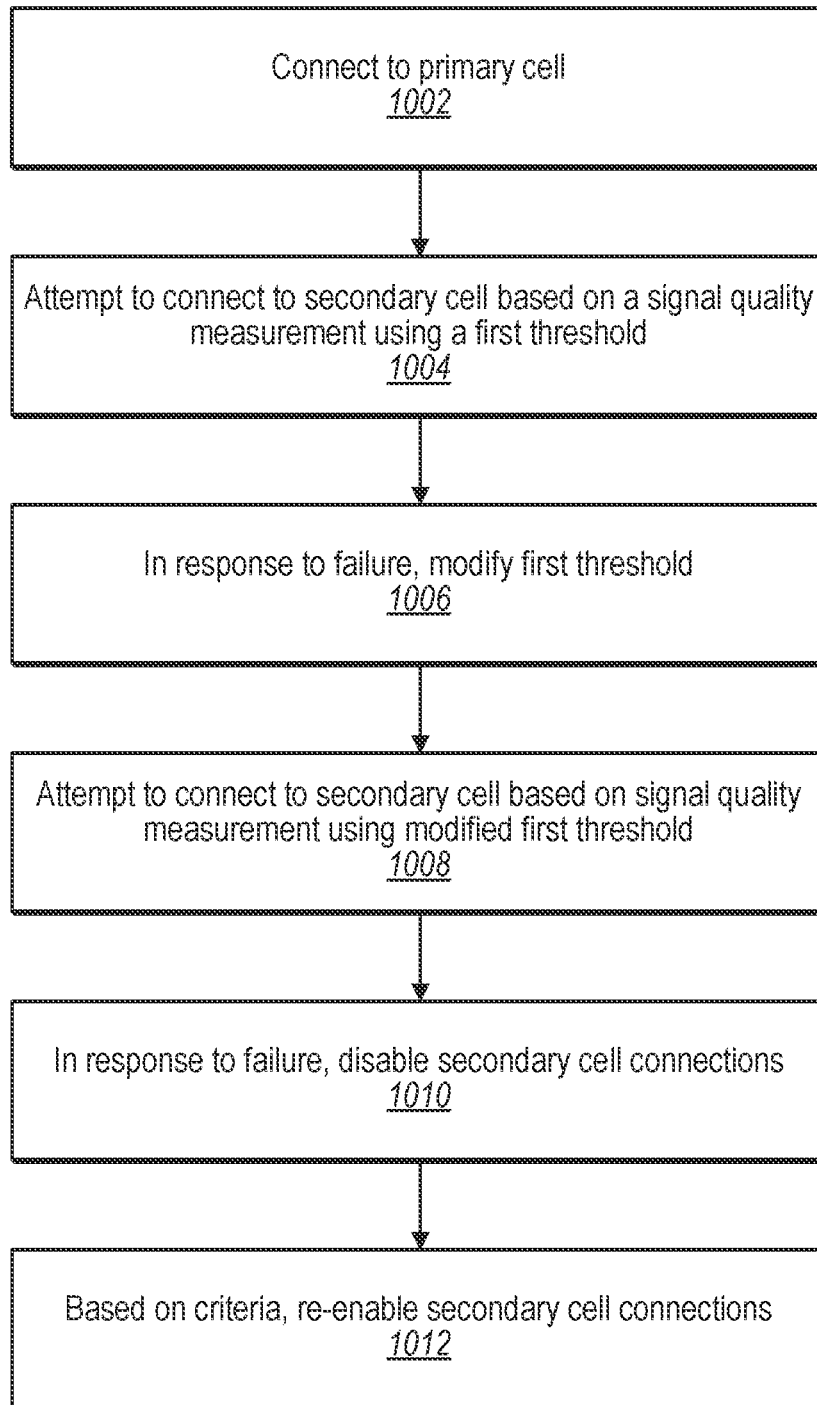 Connect to primary cell
1002
Attempt to connect to secondary cell based on a signal quality
measurement using a first threshold
1004
In response to failure, modify first threshold
1006
Attempt to connect to secondary cell based on signal quality
measurement using modified first threshold
1008
In response to failure, disable secondary cell connections
1010
Based on criteria, re-enable secondary cell connections
1012